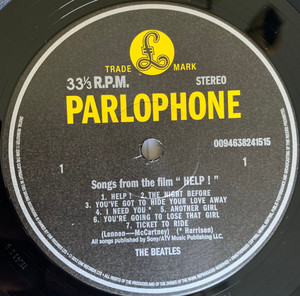 TRADE MARK
33⅓ R.P.M. STEREO
PARLOPHONE
0094638241515
1 1
Songs from the film “ HELP ! ”
1. HELP ! 2. THE NIGHT BEFORE
3. YOU'VE GOT TO HIDE YOUR LOVE AWAY
4. I NEED YOU * 5. ANOTHER GIRL
6. YOU'RE GOING TO LOSE THAT GIRL
7. TICKET TO RIDE
(Lennon—McCartney) (* Harrison)
All songs published by Sony/ATV Music Publishing LLC.
THE BEATLES